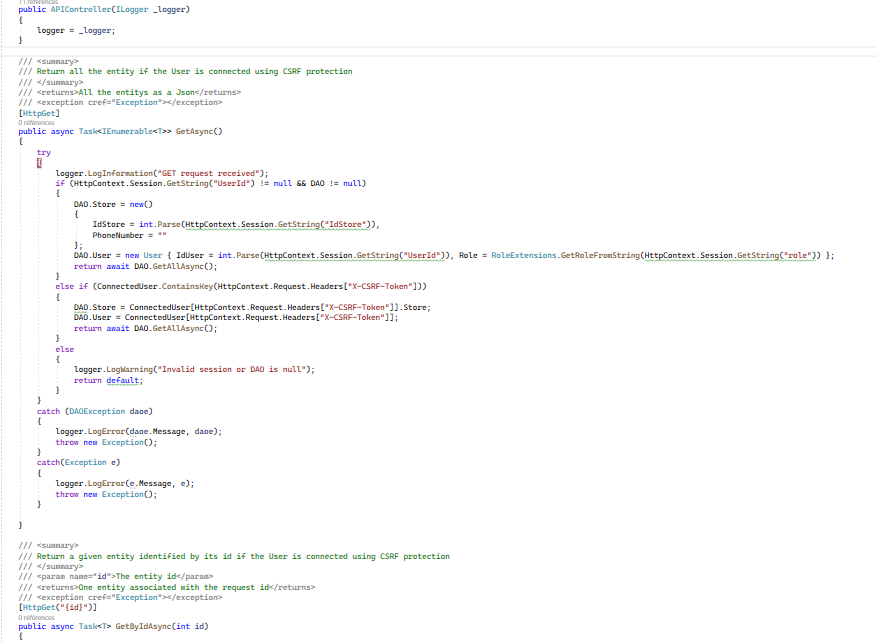 11 références
public APIController(ILogger _logger)
{
logger = _logger;
}
/// <summary>
/// Return all the entity if the User is connected using CSRF protection
/// </summary>
/// <returns>All the entitys as a Json</returns>
/// <exception cref="Exception"></exception>
[HttpGet]
0 références
public async Task<IEnumerable<T>> GetAsync()
{
try
{
logger.LogInformation("GET request received");
if (HttpContext.Session.GetString("UserId") != null && DAO != null)
{
DAO.Store = new()
{
IdStore = int.Parse(HttpContext.Session.GetString("IdStore")),
PhoneNumber = ""
};
DAO.User = new User { IdUser = int.Parse(HttpContext.Session.GetString("UserId")), Role = RoleExtensions.GetRoleFromString(HttpContext.Session.GetString("role")) };
return await DAO.GetAllAsync();
}
else if (ConnectedUser.ContainsKey(HttpContext.Request.Headers["X-CSRF-Token"]))
{
DAO.Store = ConnectedUser[HttpContext.Request.Headers["X-CSRF-Token"]].Store;
DAO.User = ConnectedUser[HttpContext.Request.Headers["X-CSRF-Token"]];
return await DAO.GetAllAsync();
}
else
{
logger.LogWarning("Invalid session or DAO is null");
return default;
}
}
catch (DAOException daoe)
{
logger.LogError(daoe.Message, daoe);
throw new Exception();
}
catch(Exception e)
{
logger.LogError(e.Message, e);
throw new Exception();
}
}
/// <summary>
/// Return a given entity identified by its id if the User is connected using CSRF protection
/// </summary>
/// <param name="id">The entity id</param>
/// <returns>One entity associated with the request id</returns>
/// <exception cref="Exception"></exception>
[HttpGet("{id}")]
0 références
public async Task<T> GetByIdAsync(int id)
{